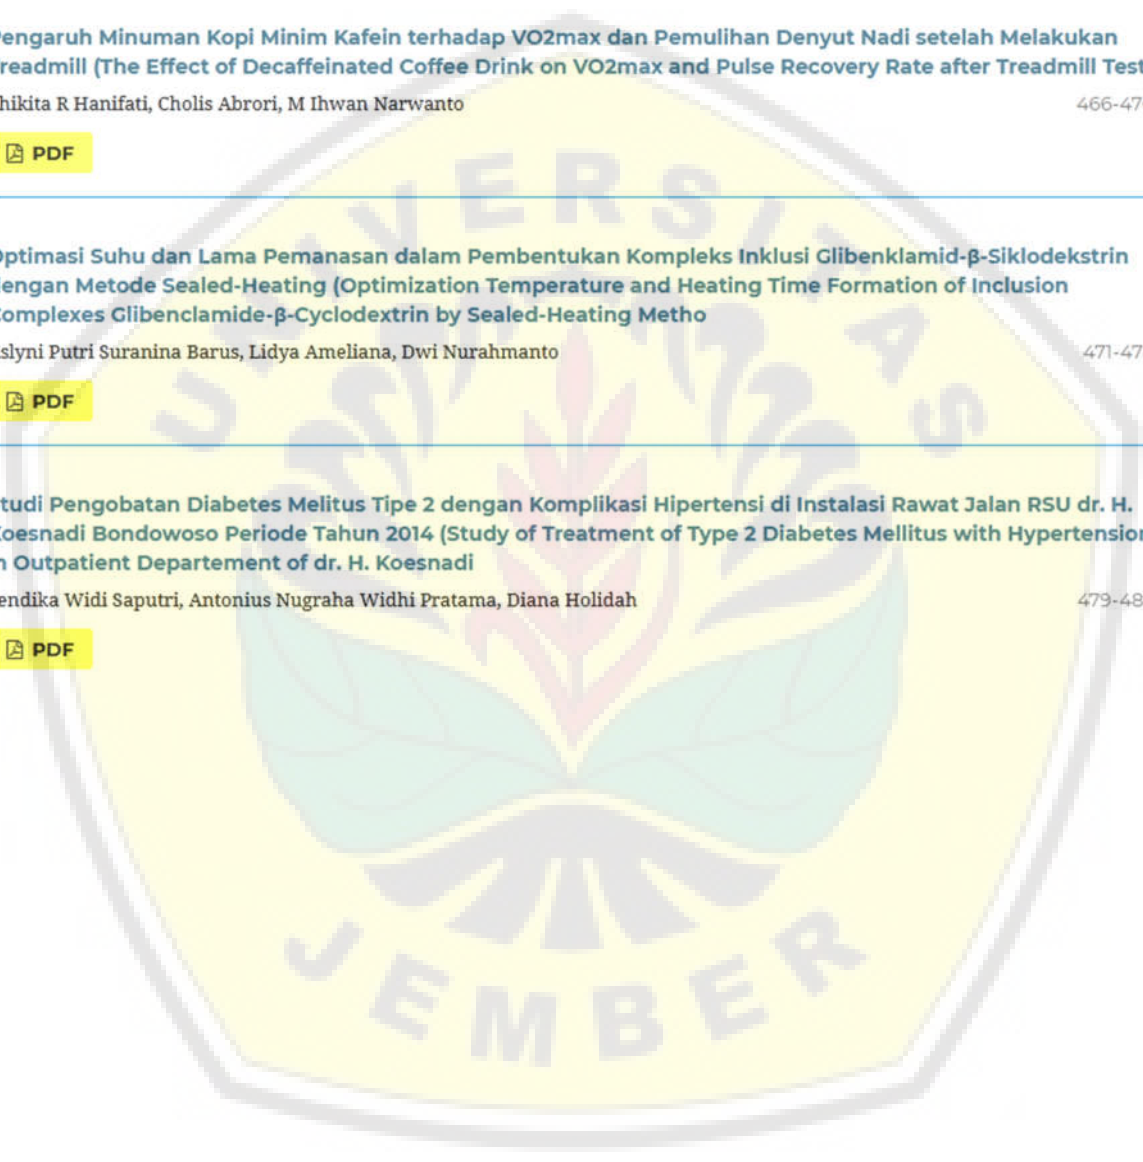 engaruh Minuman Kopi Minim Kafein terhadap VO2max dan Pemulihan Denyut Nadi setelah Melakukan
readmill (The Effect of Decaffeinated Coffee Drink on VO2max and Pulse Recovery Rate after Treadmill Test
hikita R Hanifati, Cholis Abrori, M Ihwan Narwanto
466-47
PDF
ptimasi Suhu dan Lama Pemanasan dalam Pembentukan Kompleks Inklusi Glibenklamid-β-Siklodekstrin
engan Metode Sealed-Heating (Optimization Temperature and Heating Time Formation of Inclusion
omplexes Glibenclamide-β-Cyclodextrin by Sealed-Heating Metho
slyni Putri Suranina Barus, Lidya Ameliana, Dwi Nurahmanto
471-47
PDF
tudi Pengobatan Diabetes Melitus Tipe 2 dengan Komplikasi Hipertensi di Instalasi Rawat Jalan RSU dr. H.
oesnadi Bondowoso Periode Tahun 2014 (Study of Treatment of Type 2 Diabetes Mellitus with Hypertension
n Outpatient Departement of dr. H. Koesnadi
endika Widi Saputri, Antonius Nugraha Widhi Pratama, Diana Holidah
479-48
PDF
UNIVERSITAS
JEMBER